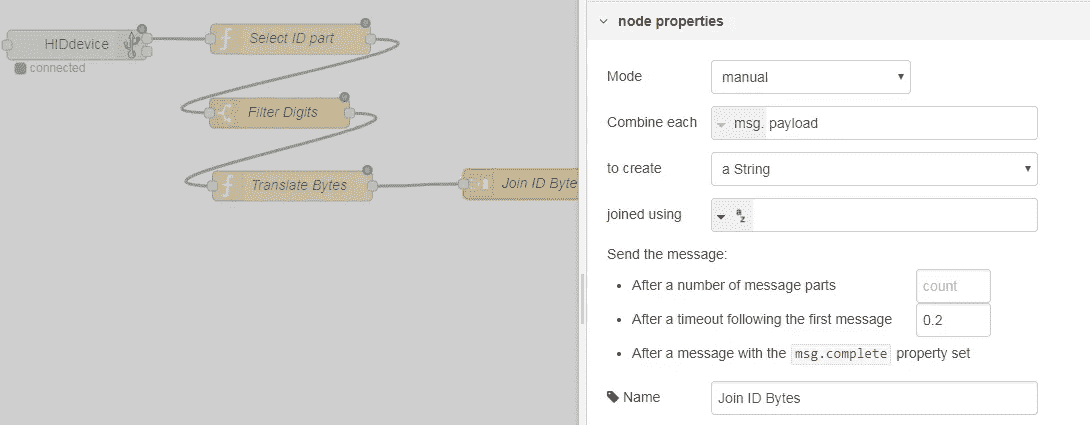 HIDdevice
connected
Select ID part
Filter Digits
Translate Bytes
Join ID Byte
node properties
Mode manual
Combine each msg. payload
to create a String
joined using a z
Send the message:
• After a number of message parts count
• After a timeout following the first message 0.2
• After a message with the msg.complete property set
Name Join ID Bytes